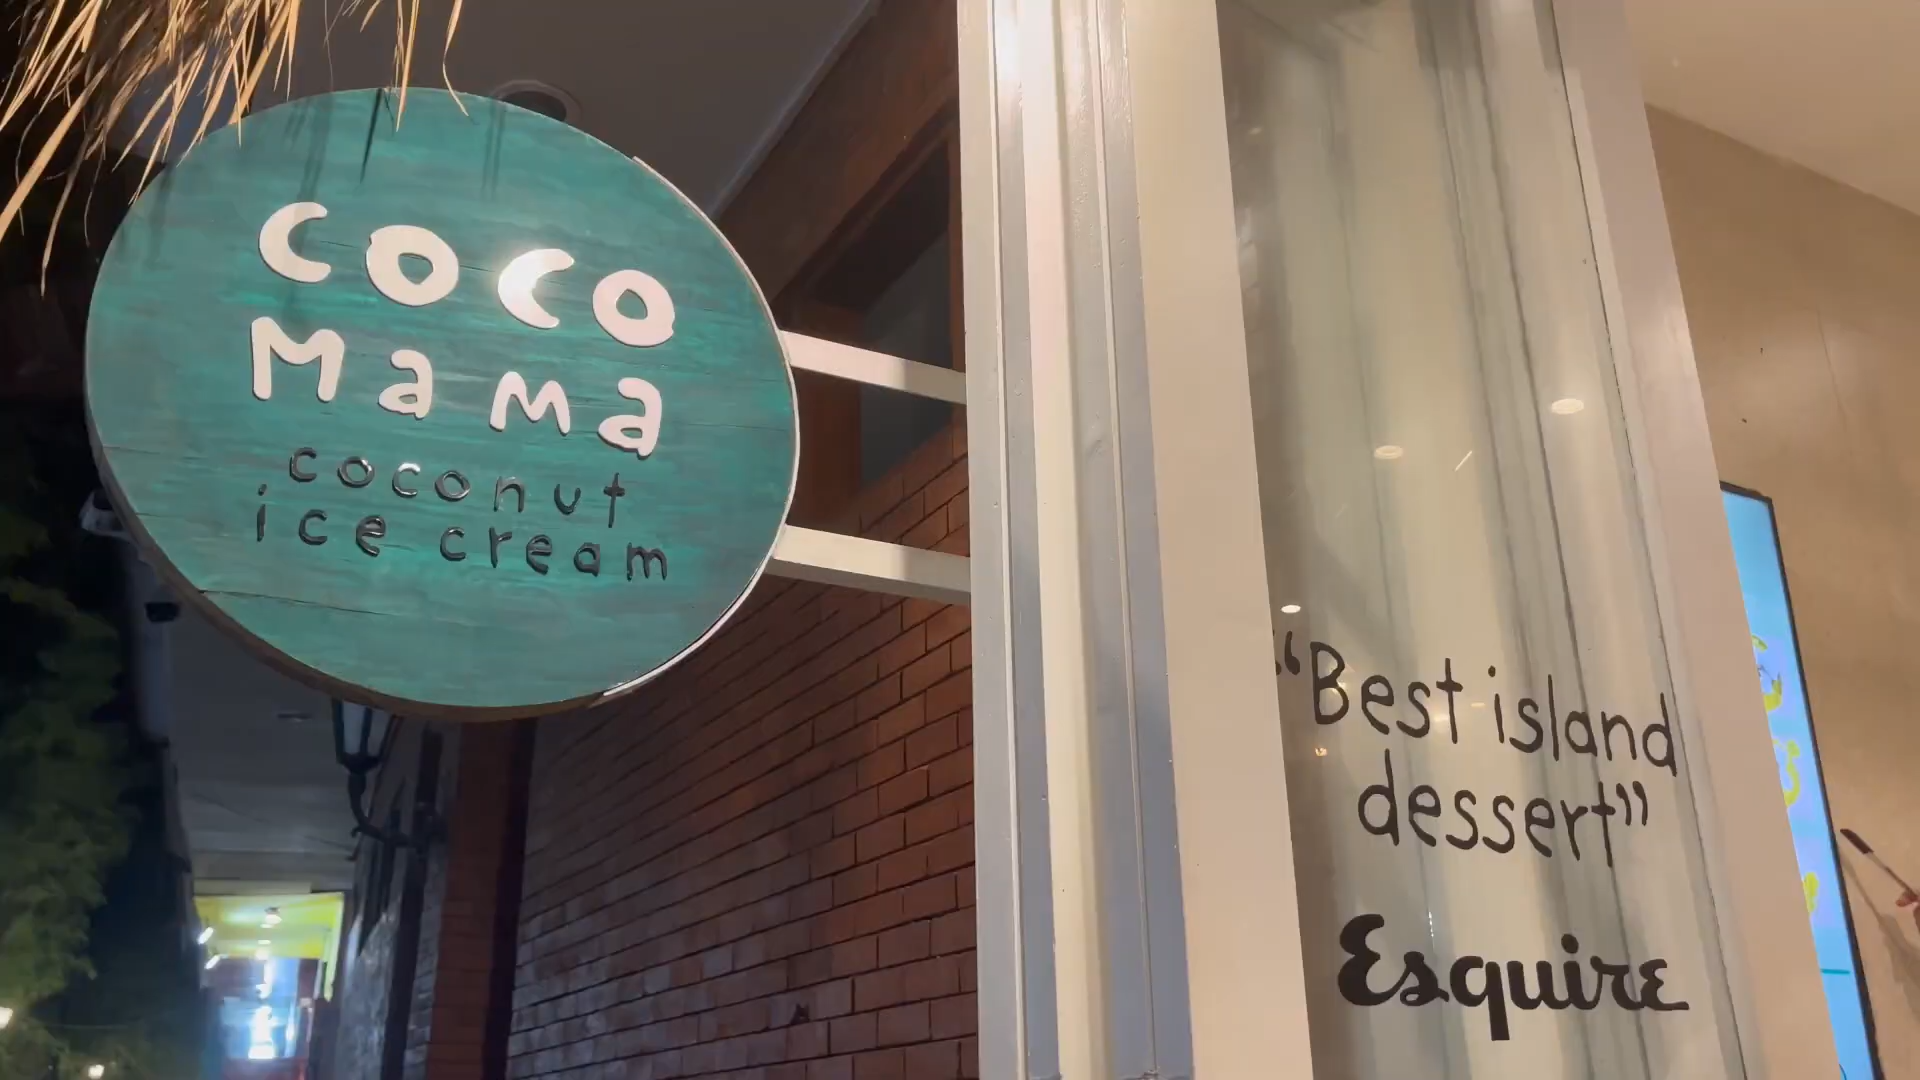 coco
Mama
coconut
ice cream
“Best island
dessert”
Esquire